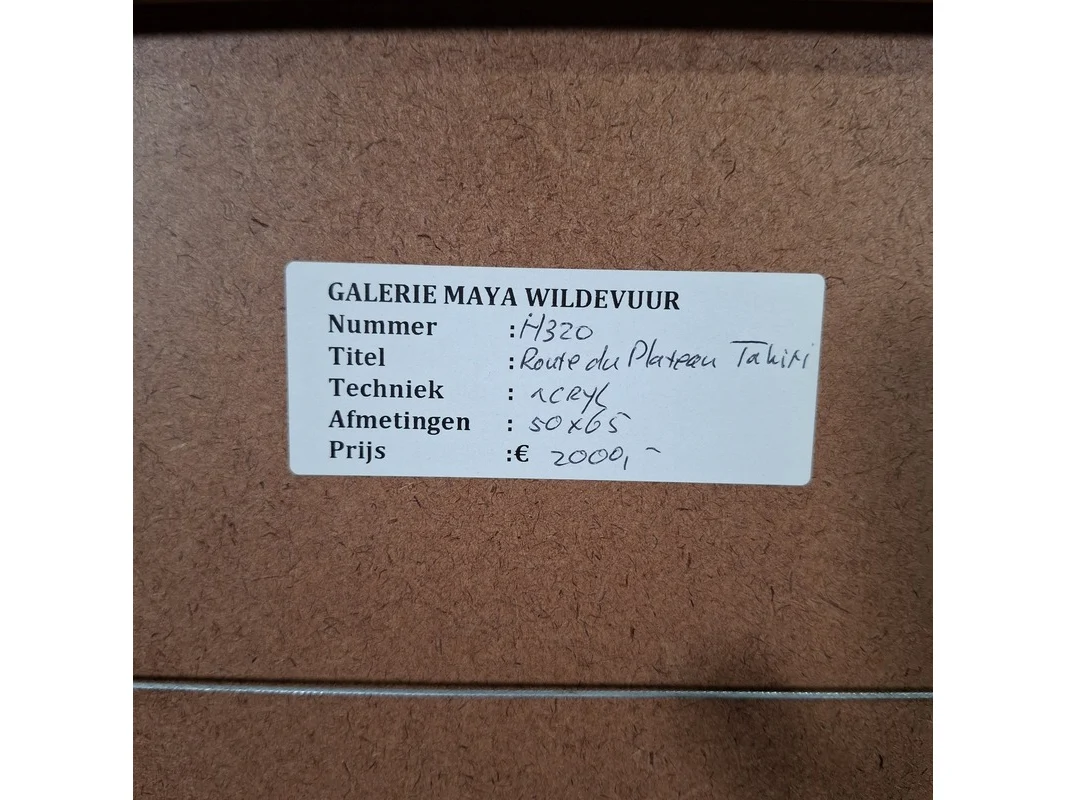 GALERIE MAYA WILDEVUUR
Nummer :H320
Titel :Route du Plateau Tahiti
Techniek : ACRYL
Afmetingen : 50x65
Prijs :€ 2000,-